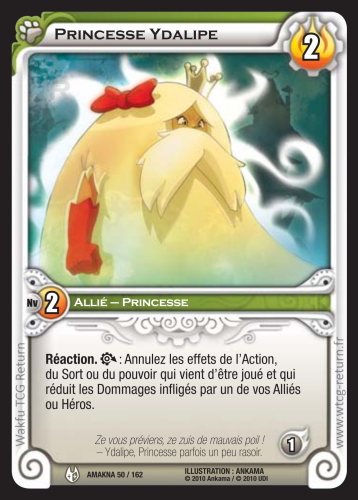 Princesse Ydalipe
2
Nv 2 Allié – Princesse
Réaction. : Annulez les effets de l'Action,
du Sort ou du pouvoir qui vient d'être joué et qui
réduit les Dommages infligés par un de vos Alliés
ou Héros.
Ze vous préviens, ze zuis de mauvais poil !
– Ydalipe, Princesse parfois un peu rasoir.
1
AMAKNA 50 / 162
ILLUSTRATION : ANKAMA
© 2010 Ankama / © 2010 UDI
Wakfu TCG Return
www.wtcg-return.fr